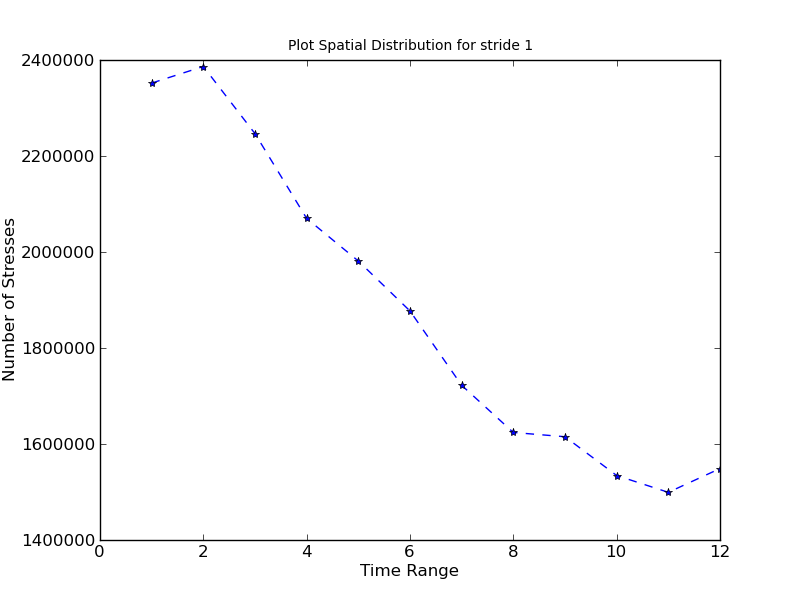 Plot Spatial Distribution for stride 1
2400000
2200000
2000000
1800000
1600000
1400000
Number of Stresses
0 2 4 6 8 10 12
Time Range